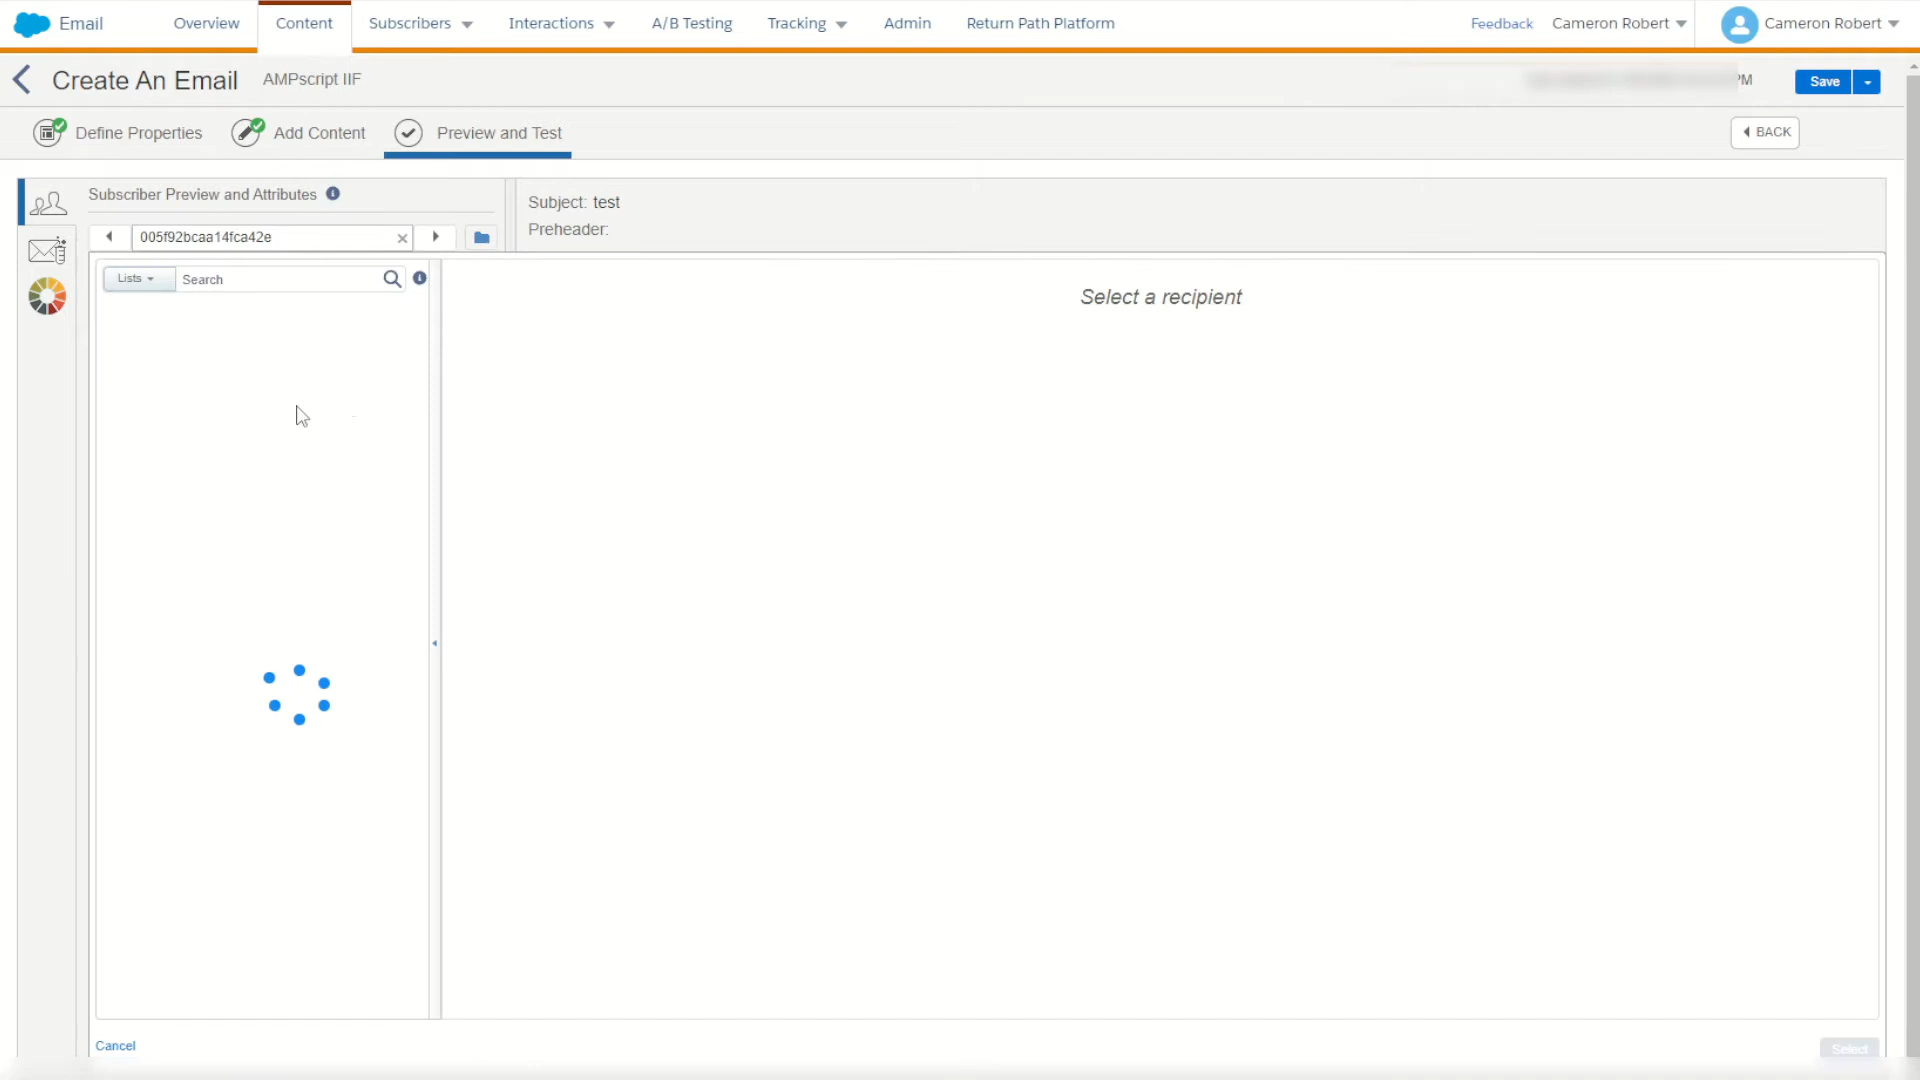 Email
Overview
Content
Subscribers
Interactions
A/B Testing
Tracking
Admin
Return Path Platform
Feedback
Cameron Robert
Cameron Robert
Create An Email
AMPscript IIF
PM
Save
Define Properties
Add Content
Preview and Test
BACK
Subscriber Preview and Attributes
Subject: test
Preheader:
005f92bcaa14fca42e
Lists
Search
Select a recipient
Cancel
Select